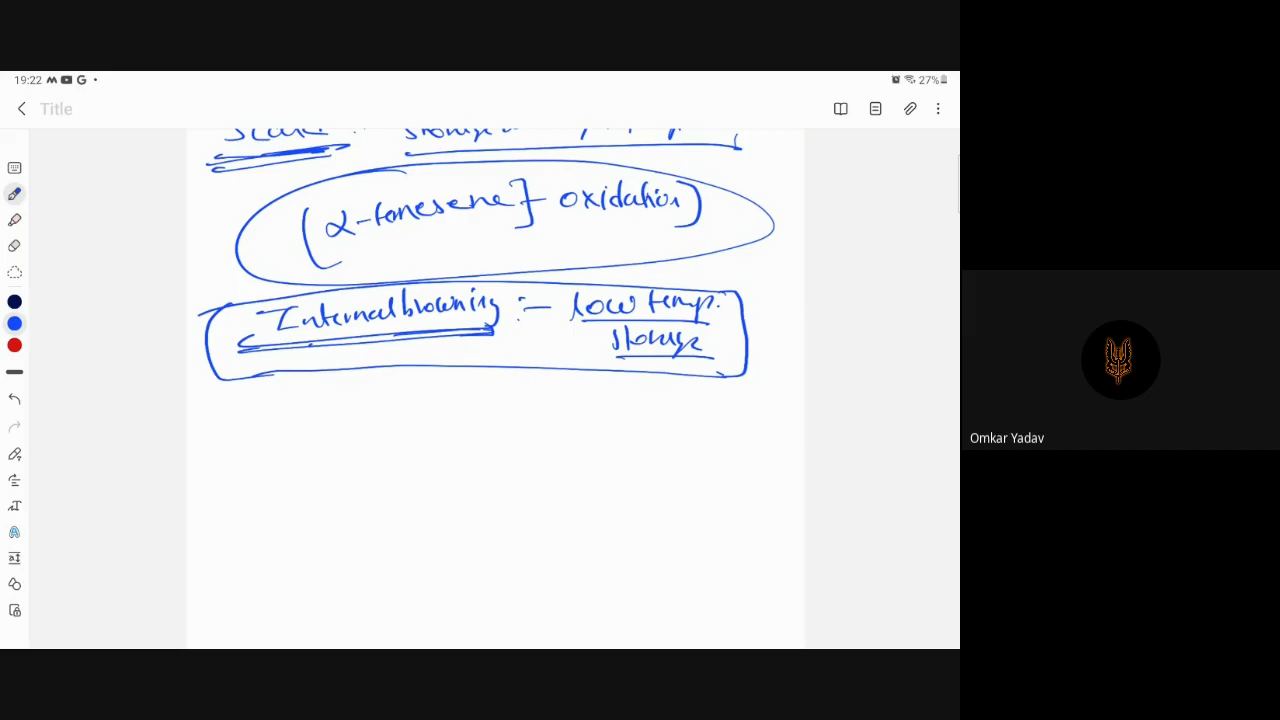 19:22
27%
Title
[α-farnesene] - oxidation]
Internal browning :- low temp.
storage
Omkar Yadav